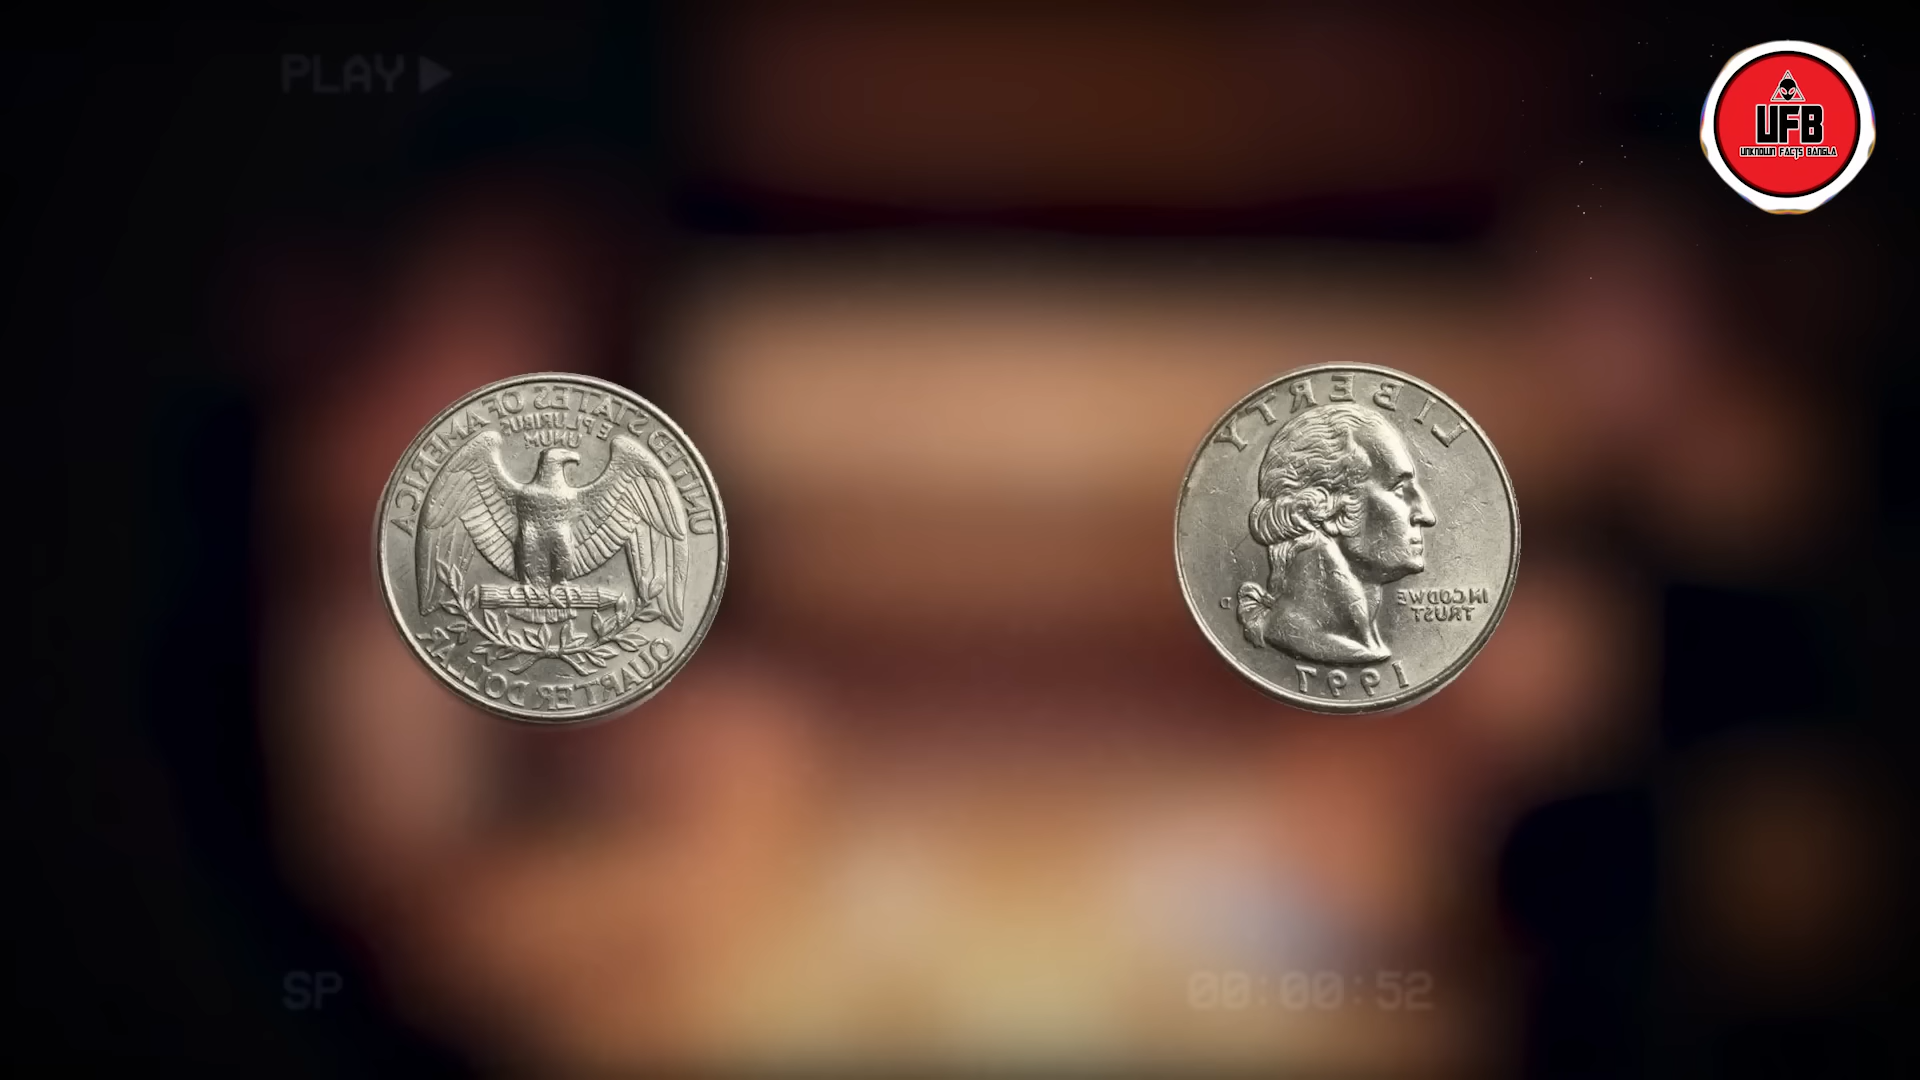 PLAY
UFB
UNKNOWN FACTS BANGLA
UNITED STATES OF AMERICA
E PLURIBUS
UNUM
QUARTER DOLLAR
LIBERTY
IN GOD WE
TRUST
D
1997
SP
00:00:52